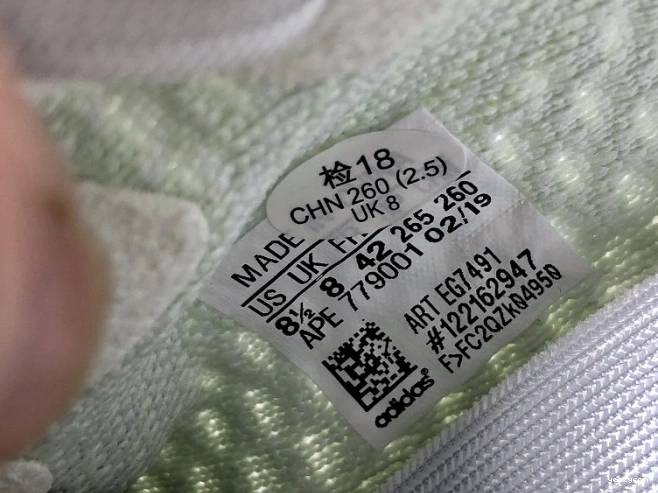 检18
CHN 260 (2.5)
UK 8
MADE
US UK FR
8½ 8 42 265 260
APE 779001 02/19
ART EG7491
#122162947
F>FC2QZk04950
adidas®